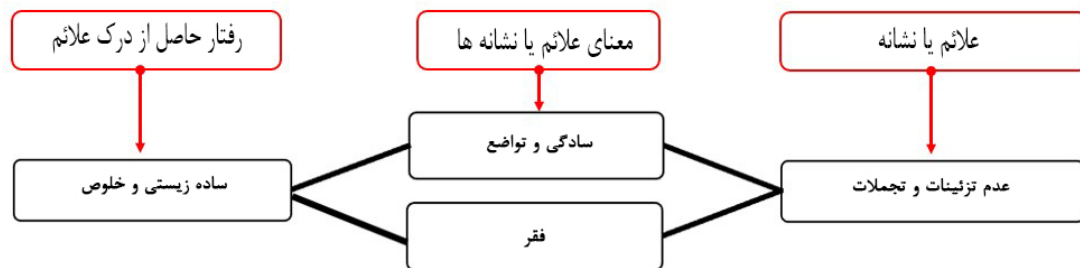 علائم یا نشانه
معنای علائم یا نشانه ها
رفتار حاصل از درک علائم
سادگی و تواضع
عدم تزئینات و تجملات
ساده زیستی و خلوص
فقر